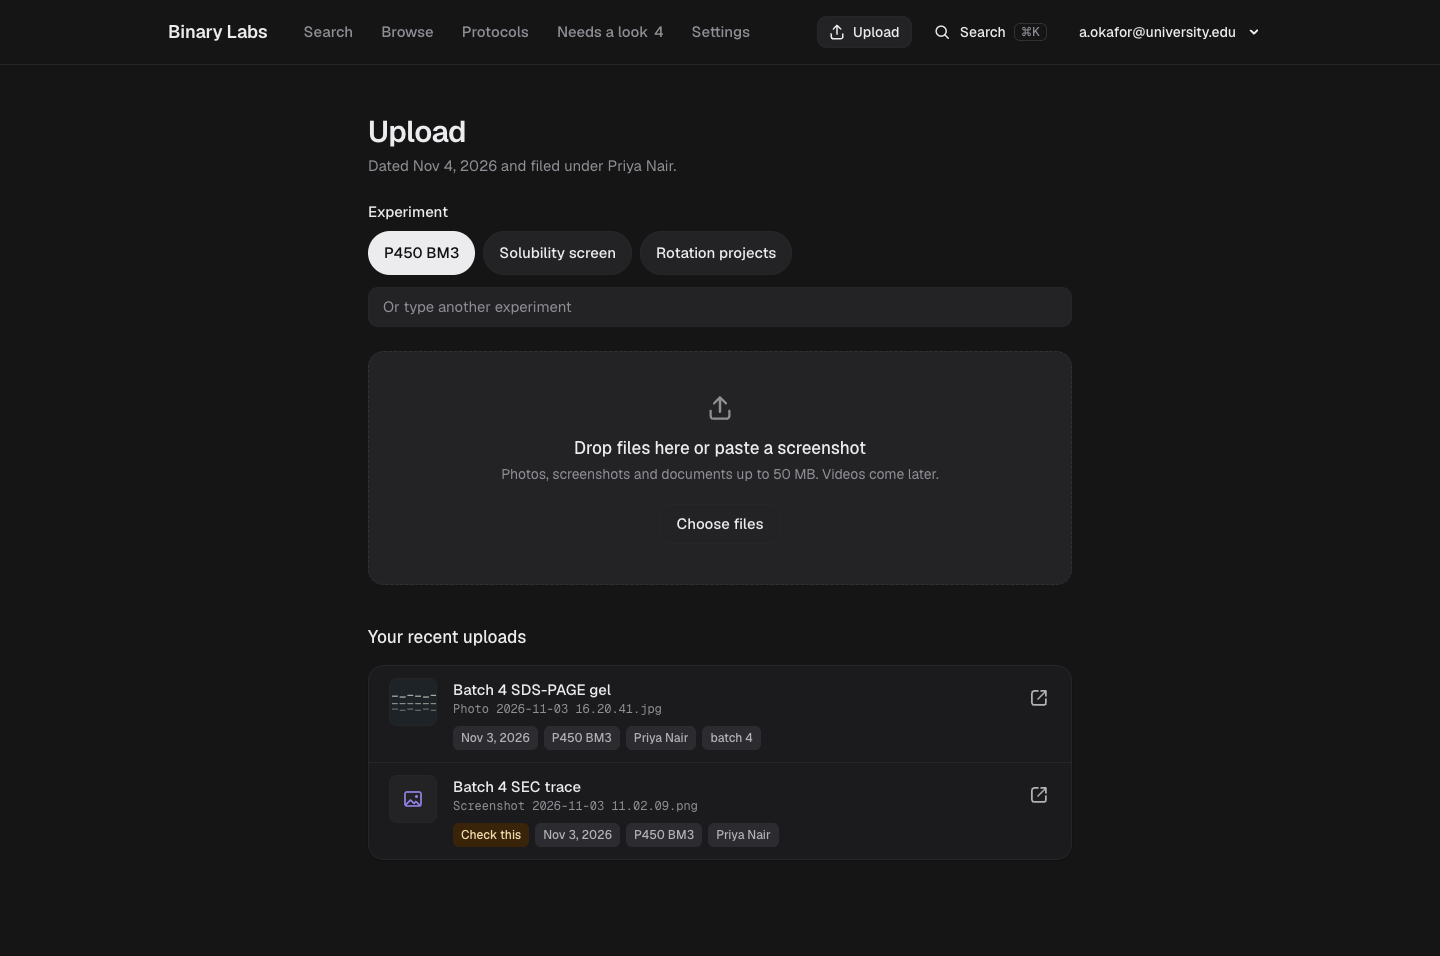 Binary Labs
Search
Browse
Protocols
Needs a look 4
Settings
Upload
Search ⌘K
a.okafor@university.edu
Upload
Dated Nov 4, 2026 and filed under Priya Nair.
Experiment
P450 BM3
Solubility screen
Rotation projects
Or type another experiment
Drop files here or paste a screenshot
Photos, screenshots and documents up to 50 MB. Videos come later.
Choose files
Your recent uploads
Batch 4 SDS-PAGE gel
Photo 2026-11-03 16.20.41.jpg
Nov 3, 2026
P450 BM3
Priya Nair
batch 4
Batch 4 SEC trace
Screenshot 2026-11-03 11.02.09.png
Check this
Nov 3, 2026
P450 BM3
Priya Nair